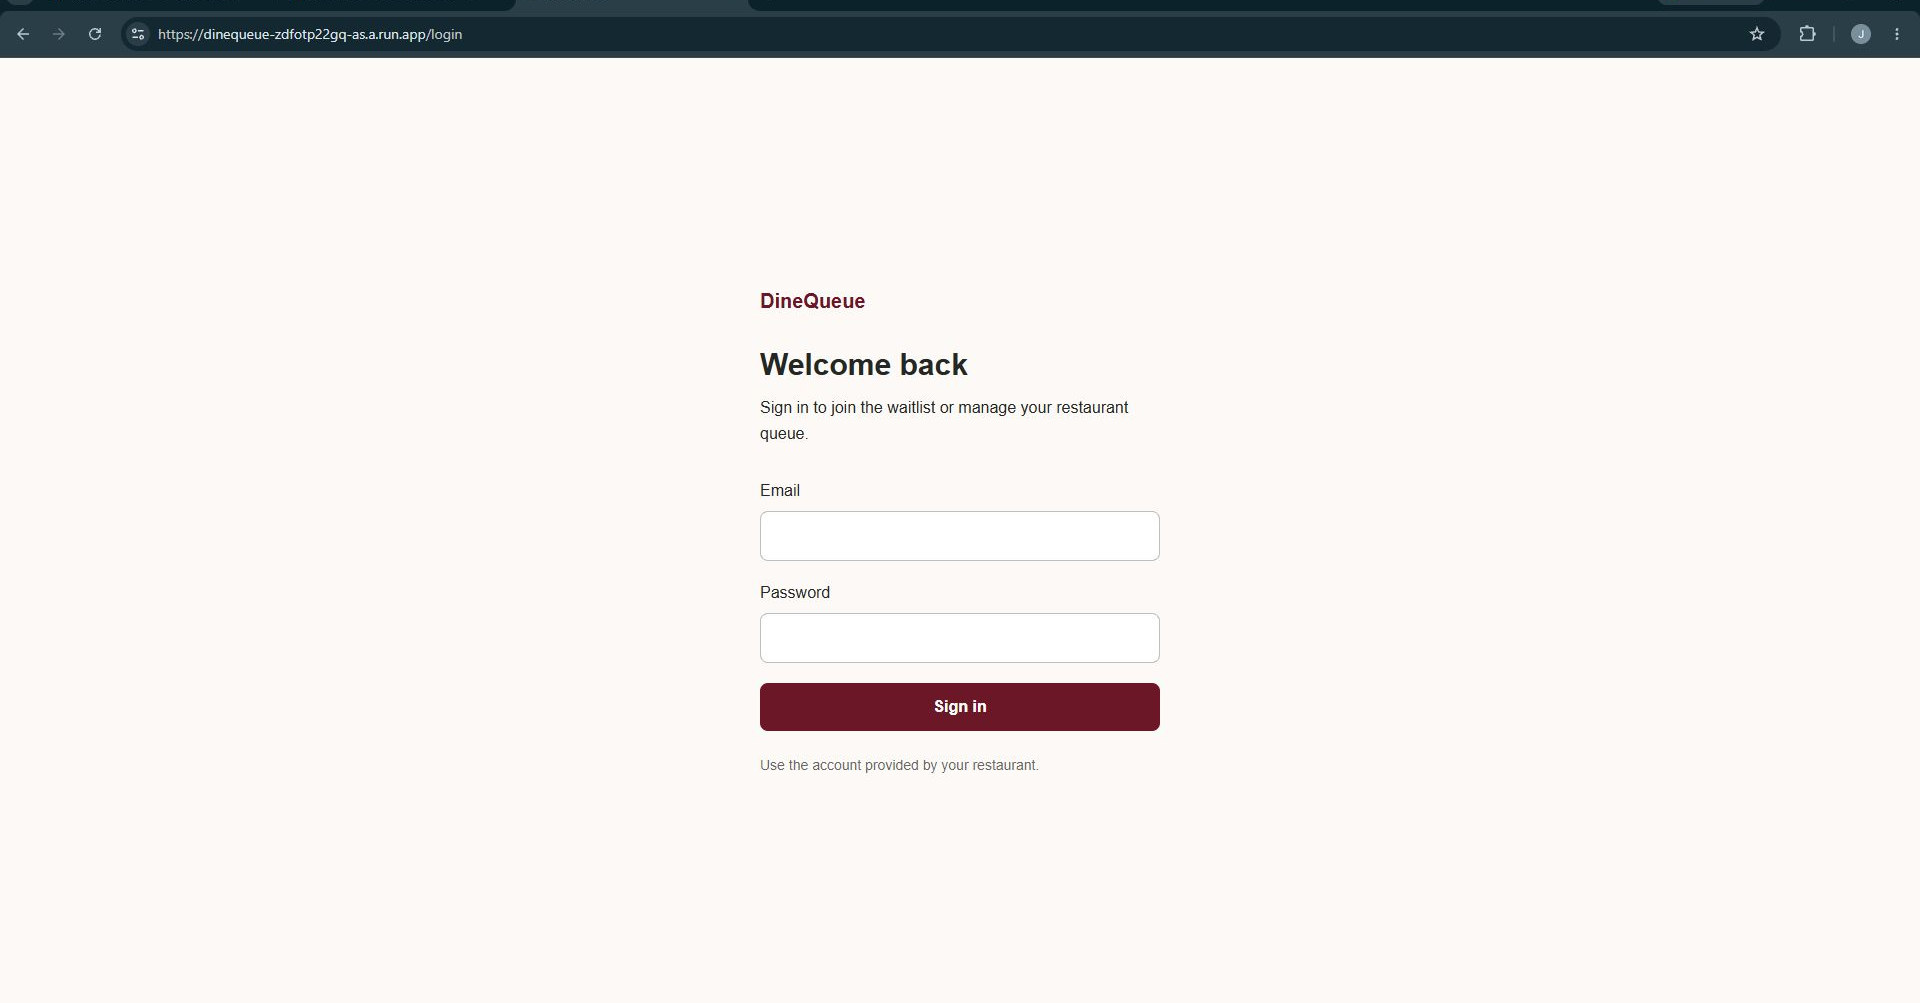 https://dinequeue-zdfotp22gq-as.a.run.app/login
J
DineQueue
Welcome back
Sign in to join the waitlist or manage your restaurant
queue.
Email
Password
Sign in
Use the account provided by your restaurant.